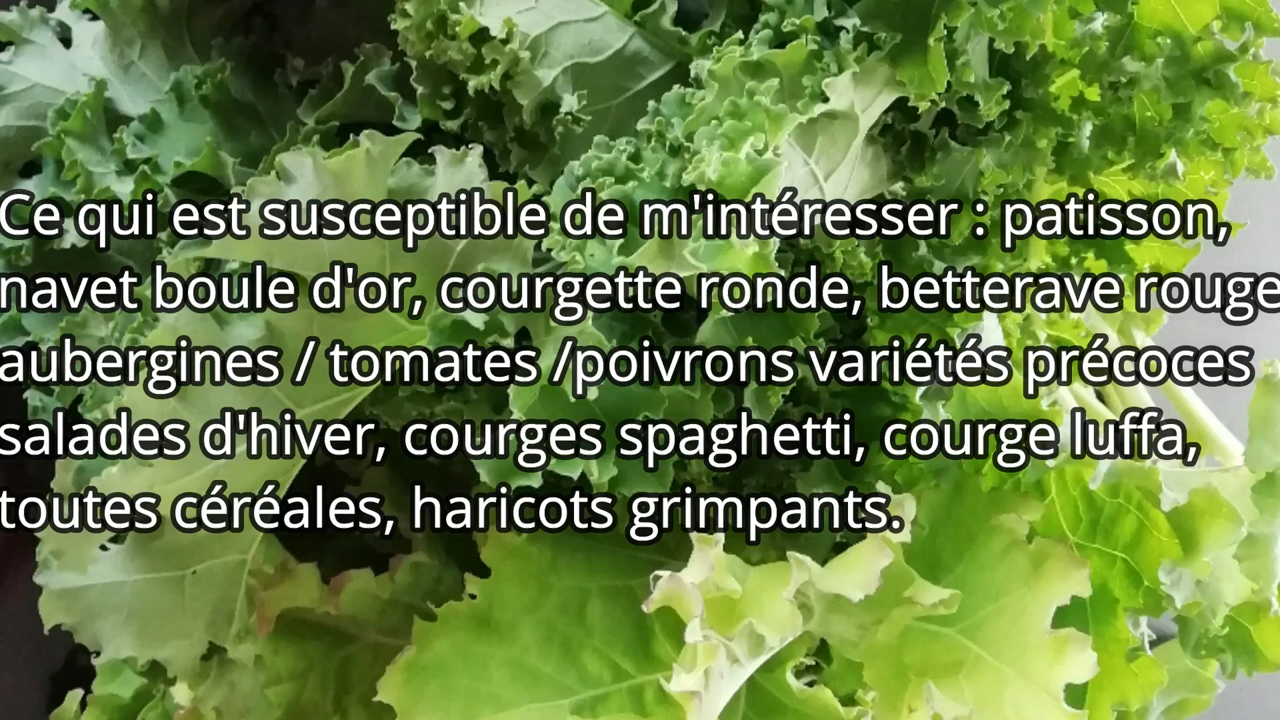 Ce qui est susceptible de m'intéresser : patisson,
navet boule d'or, courgette ronde, betterave rouge
aubergines / tomates /poivrons variétés précoces
salades d'hiver, courges spaghetti, courge luffa,
toutes céréales, haricots grimpants.